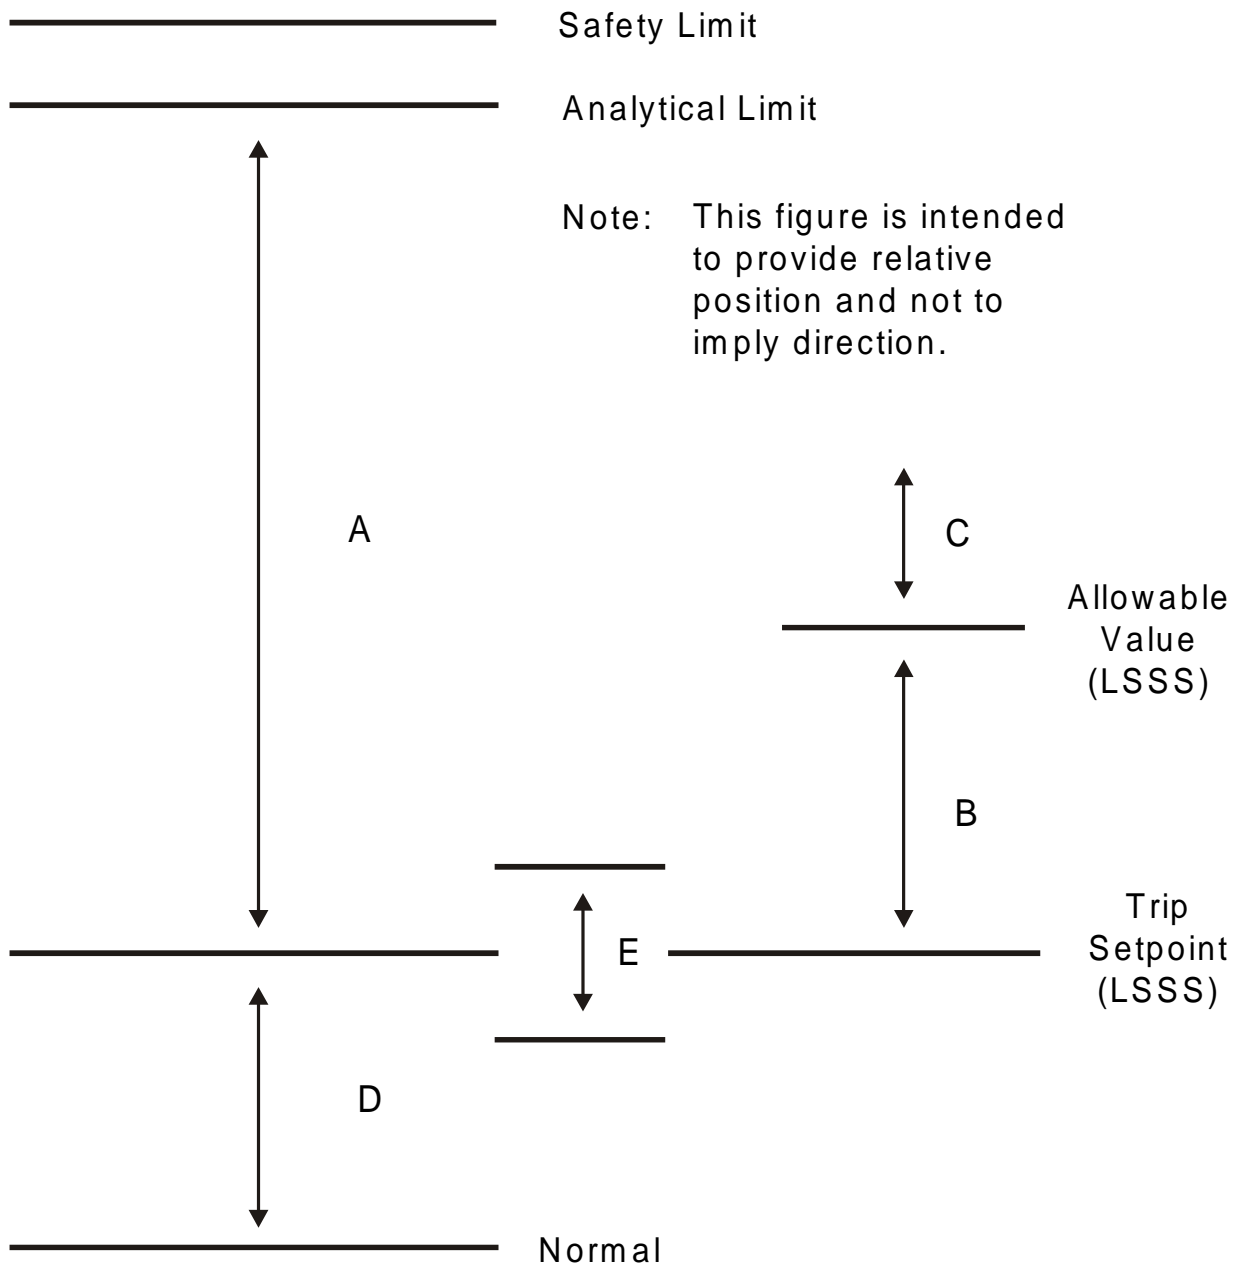 Safety Limit
Analytical Limit
Note: This figure is intended
to provide relative
position and not to
imply direction.
A
C
Allowable
Value
(LSSS)
B
Trip
Setpoint
(LSSS)
E
D
Normal